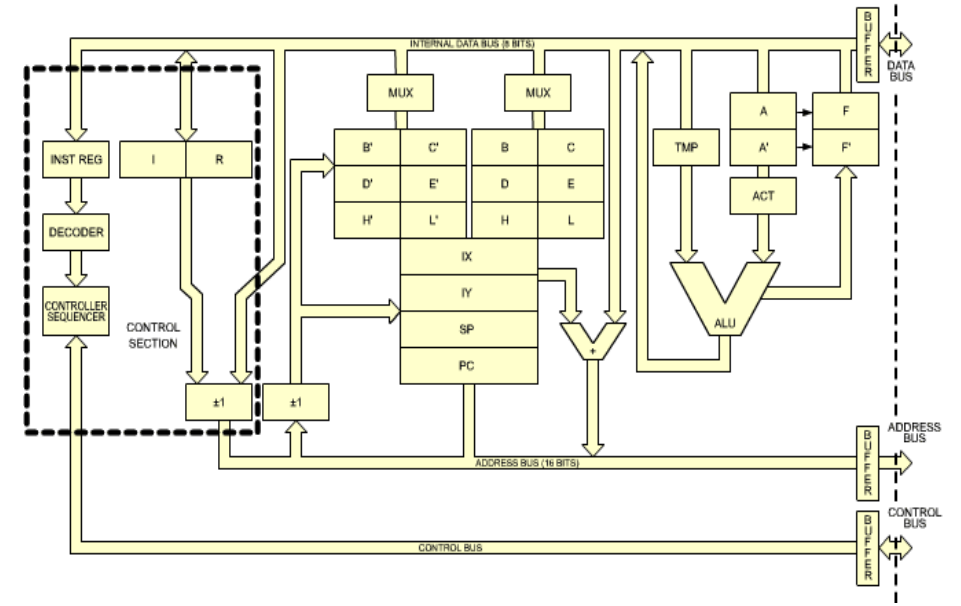 INTERNAL DATA BUS (8 BITS)
BUFFER
DATA
BUS
MUX
MUX
INST REG
I
R
B'
C'
B
C
TMP
A
F
A'
F'
D'
E'
D
E
ACT
H'
L'
H
L
DECODER
IX
IY
CONTROLLER
SEQUENCER
CONTROL
SECTION
SP
+
ALU
PC
±1
±1
ADDRESS
BUS
BUFFER
ADDRESS BUS (16 BITS)
CONTROL
BUS
BUFFER
CONTROL BUS